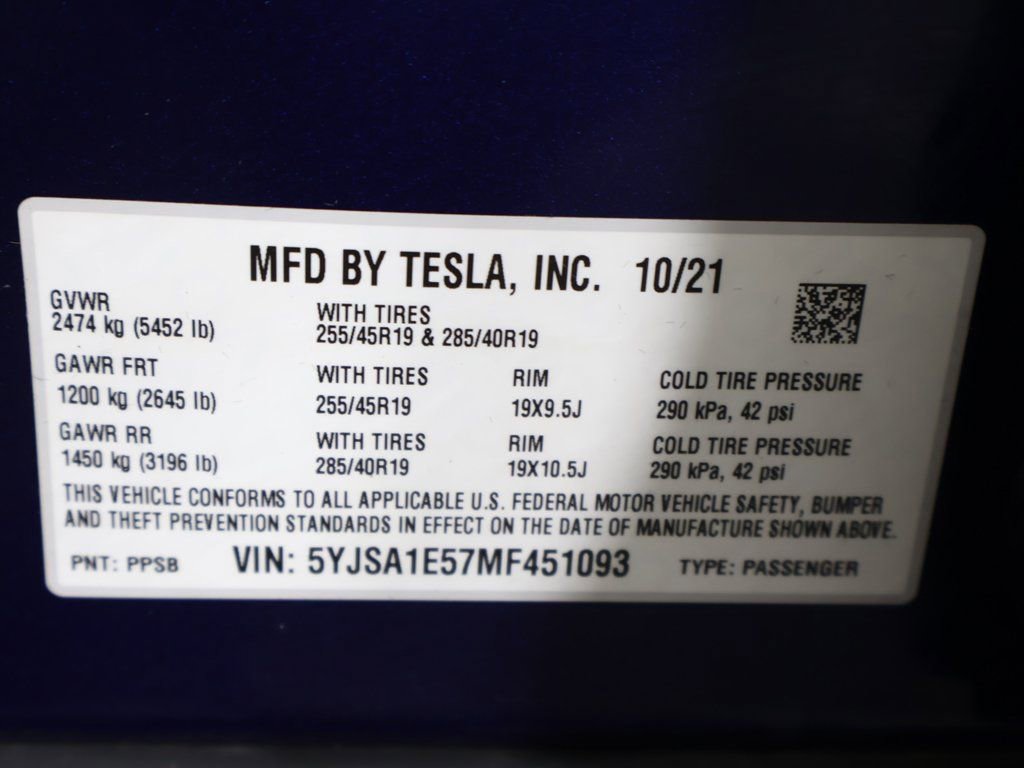 MFD BY TESLA, INC. 10/21
GVWR
2474 kg (5452 lb)
WITH TIRES
255/45R19 & 285/40R19
GAWR FRT
1200 kg (2645 lb)
WITH TIRES
255/45R19
RIM
19X9.5J
COLD TIRE PRESSURE
290 kPa, 42 psi
GAWR RR
1450 kg (3196 lb)
WITH TIRES
285/40R19
RIM
19X10.5J
COLD TIRE PRESSURE
290 kPa, 42 psi
THIS VEHICLE CONFORMS TO ALL APPLICABLE U.S. FEDERAL MOTOR VEHICLE SAFETY, BUMPER
AND THEFT PREVENTION STANDARDS IN EFFECT ON THE DATE OF MANUFACTURE SHOWN ABOVE.
PNT: PPSB VIN: 5YJSA1E57MF451093 TYPE: PASSENGER